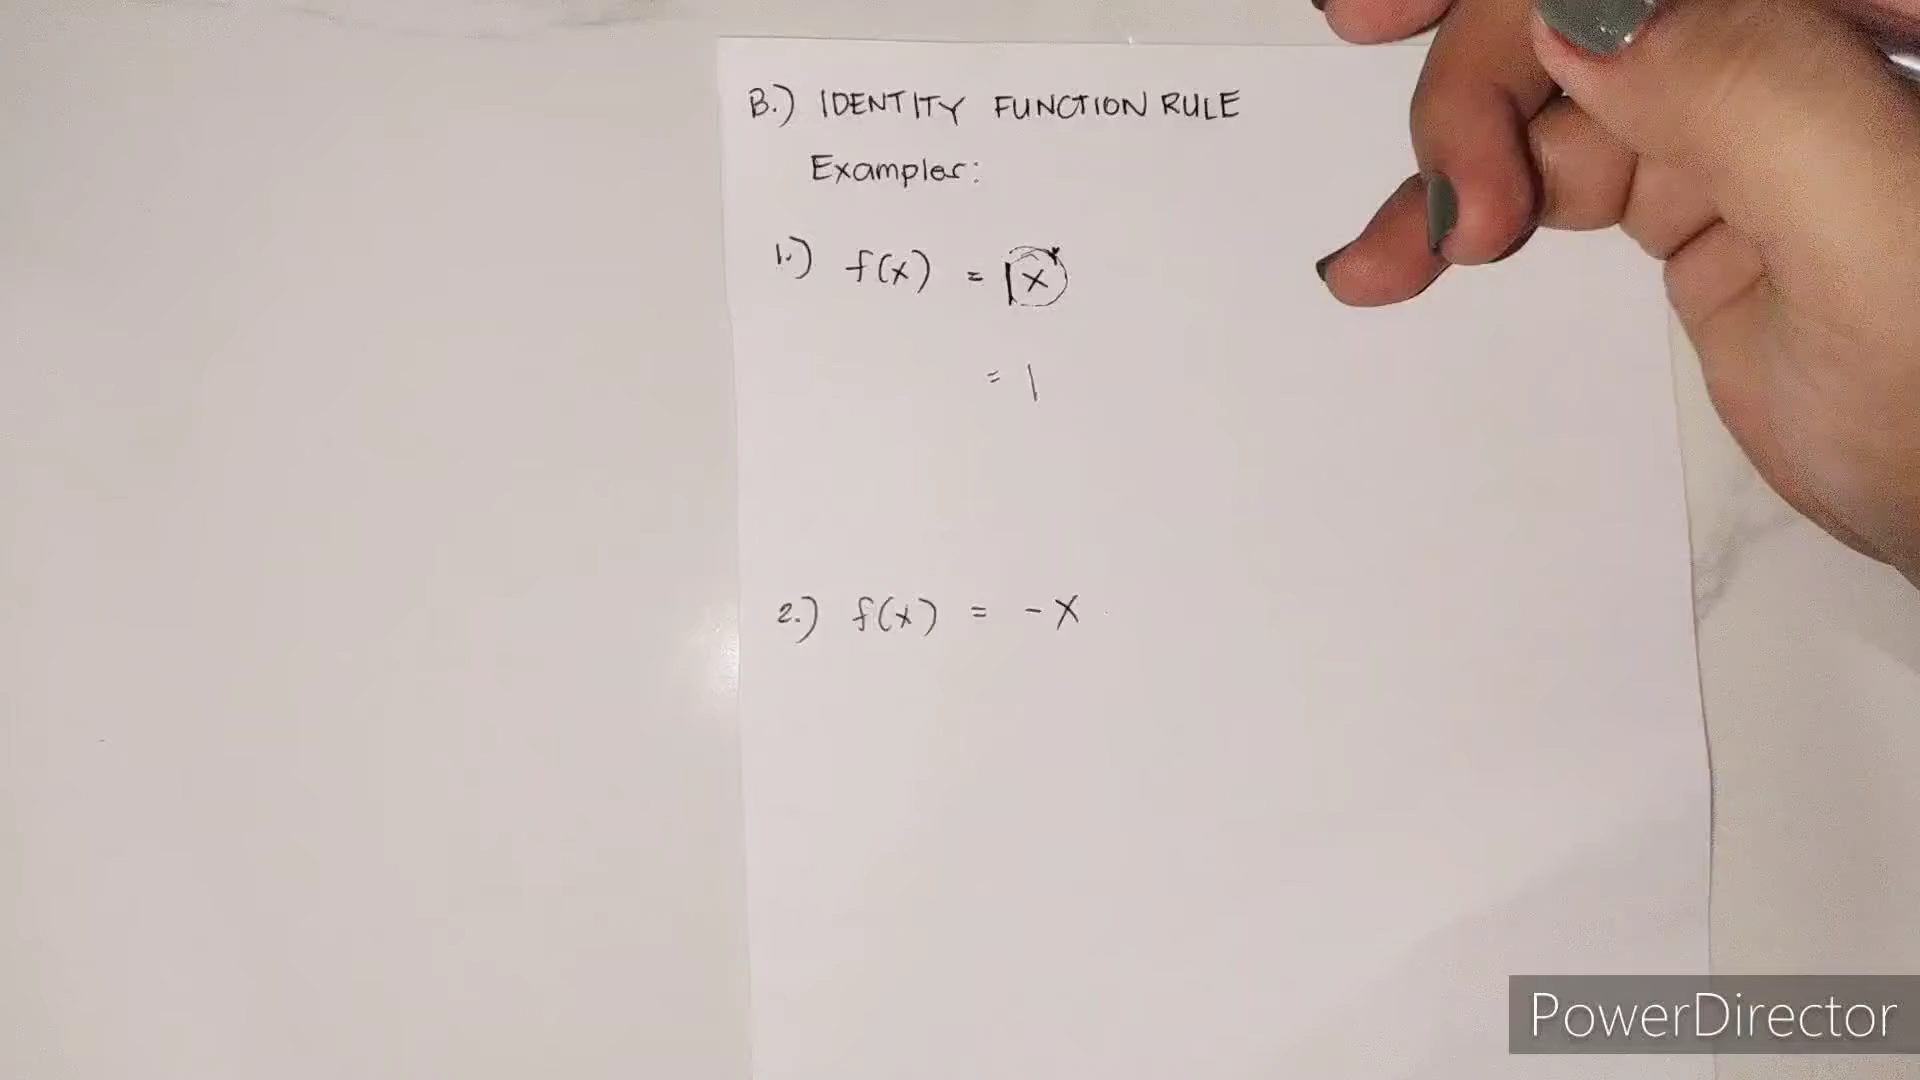 B.) IDENTITY FUNCTION RULE
Examples:
1.) f(x) = 1x
= 1
2.) f(x) = -x
PowerDirector